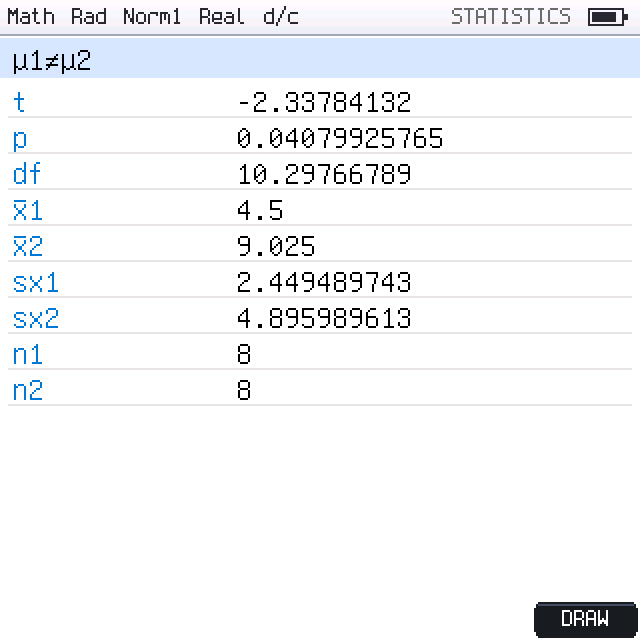 Math Rad Norm1 Real d/c STATISTICS
μ1≠μ2
t -2.33784132
p 0.04079925765
df 10.29766789
x̄1 4.5
x̄2 9.025
sx1 2.449489743
sx2 4.895989613
n1 8
n2 8
DRAW